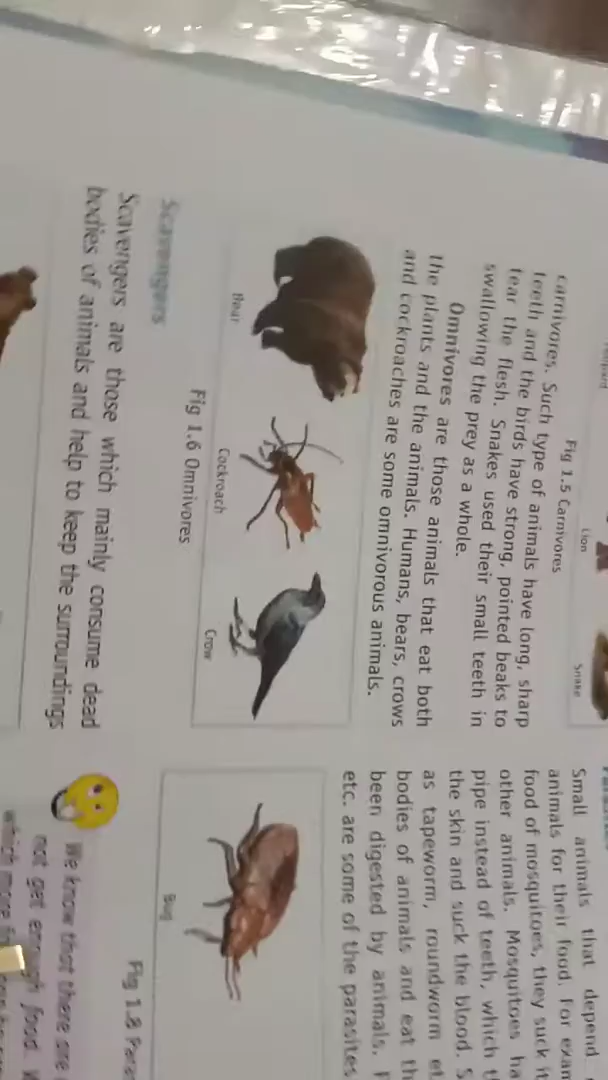 Lion
Snake
Fig 1.5 Carnivores
carnivores. Such type of animals have long, sharp
teeth and the birds have strong, pointed beaks to
tear the flesh. Snakes used their small teeth in
swallowing the prey as a whole.
Omnivores are those animals that eat both
the plants and the animals. Humans, bears, crows
and cockroaches are some omnivorous animals.
Bear
Cockroach
Crow
Fig 1.6 Omnivores
Scavengers
Scavengers are those which mainly consume dead
bodies of animals and help to keep the surroundings
Small animals that depend
animals for their food. For exam
food of mosquitoes, they suck it
other animals. Mosquitoes ha
pipe instead of teeth, which t
the skin and suck the blood. S
as tapeworm, roundworm et
bodies of animals and eat th
been digested by animals. F
etc. are some of the parasites
Bug
Fig 1.8 Paras
We know that there are
not get enough food. W
which more